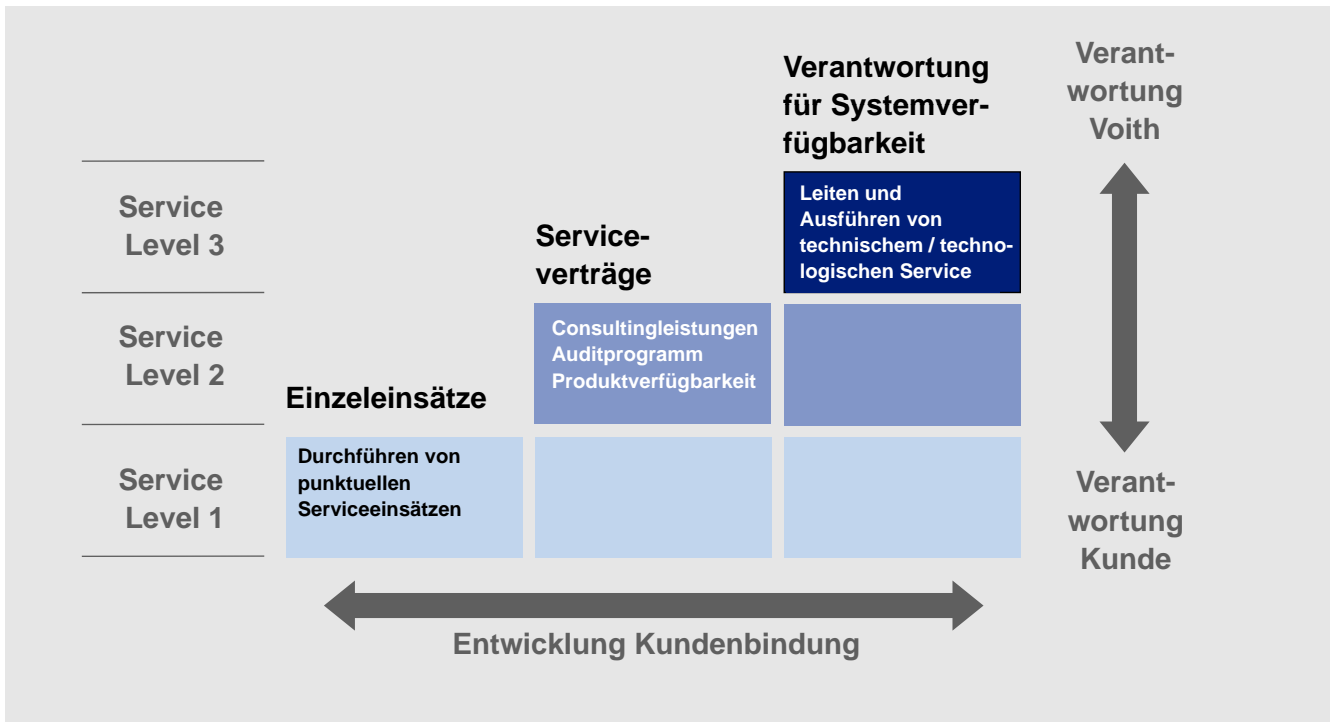 Verantwortung
für Systemver-
fügbarkeit
Verant-
wortung
Voith
Service
Level 3
Service-
verträge
Leiten und
Ausführen von
technischem / techno-
logischen Service
Service
Level 2
Einzeleinsätze
Consultingleistungen
Auditprogramm
Produktverfügbarkeit
Service
Level 1
Durchführen von
punktuellen
Serviceeinsätzen
Verant-
wortung
Kunde
Entwicklung Kundenbindung